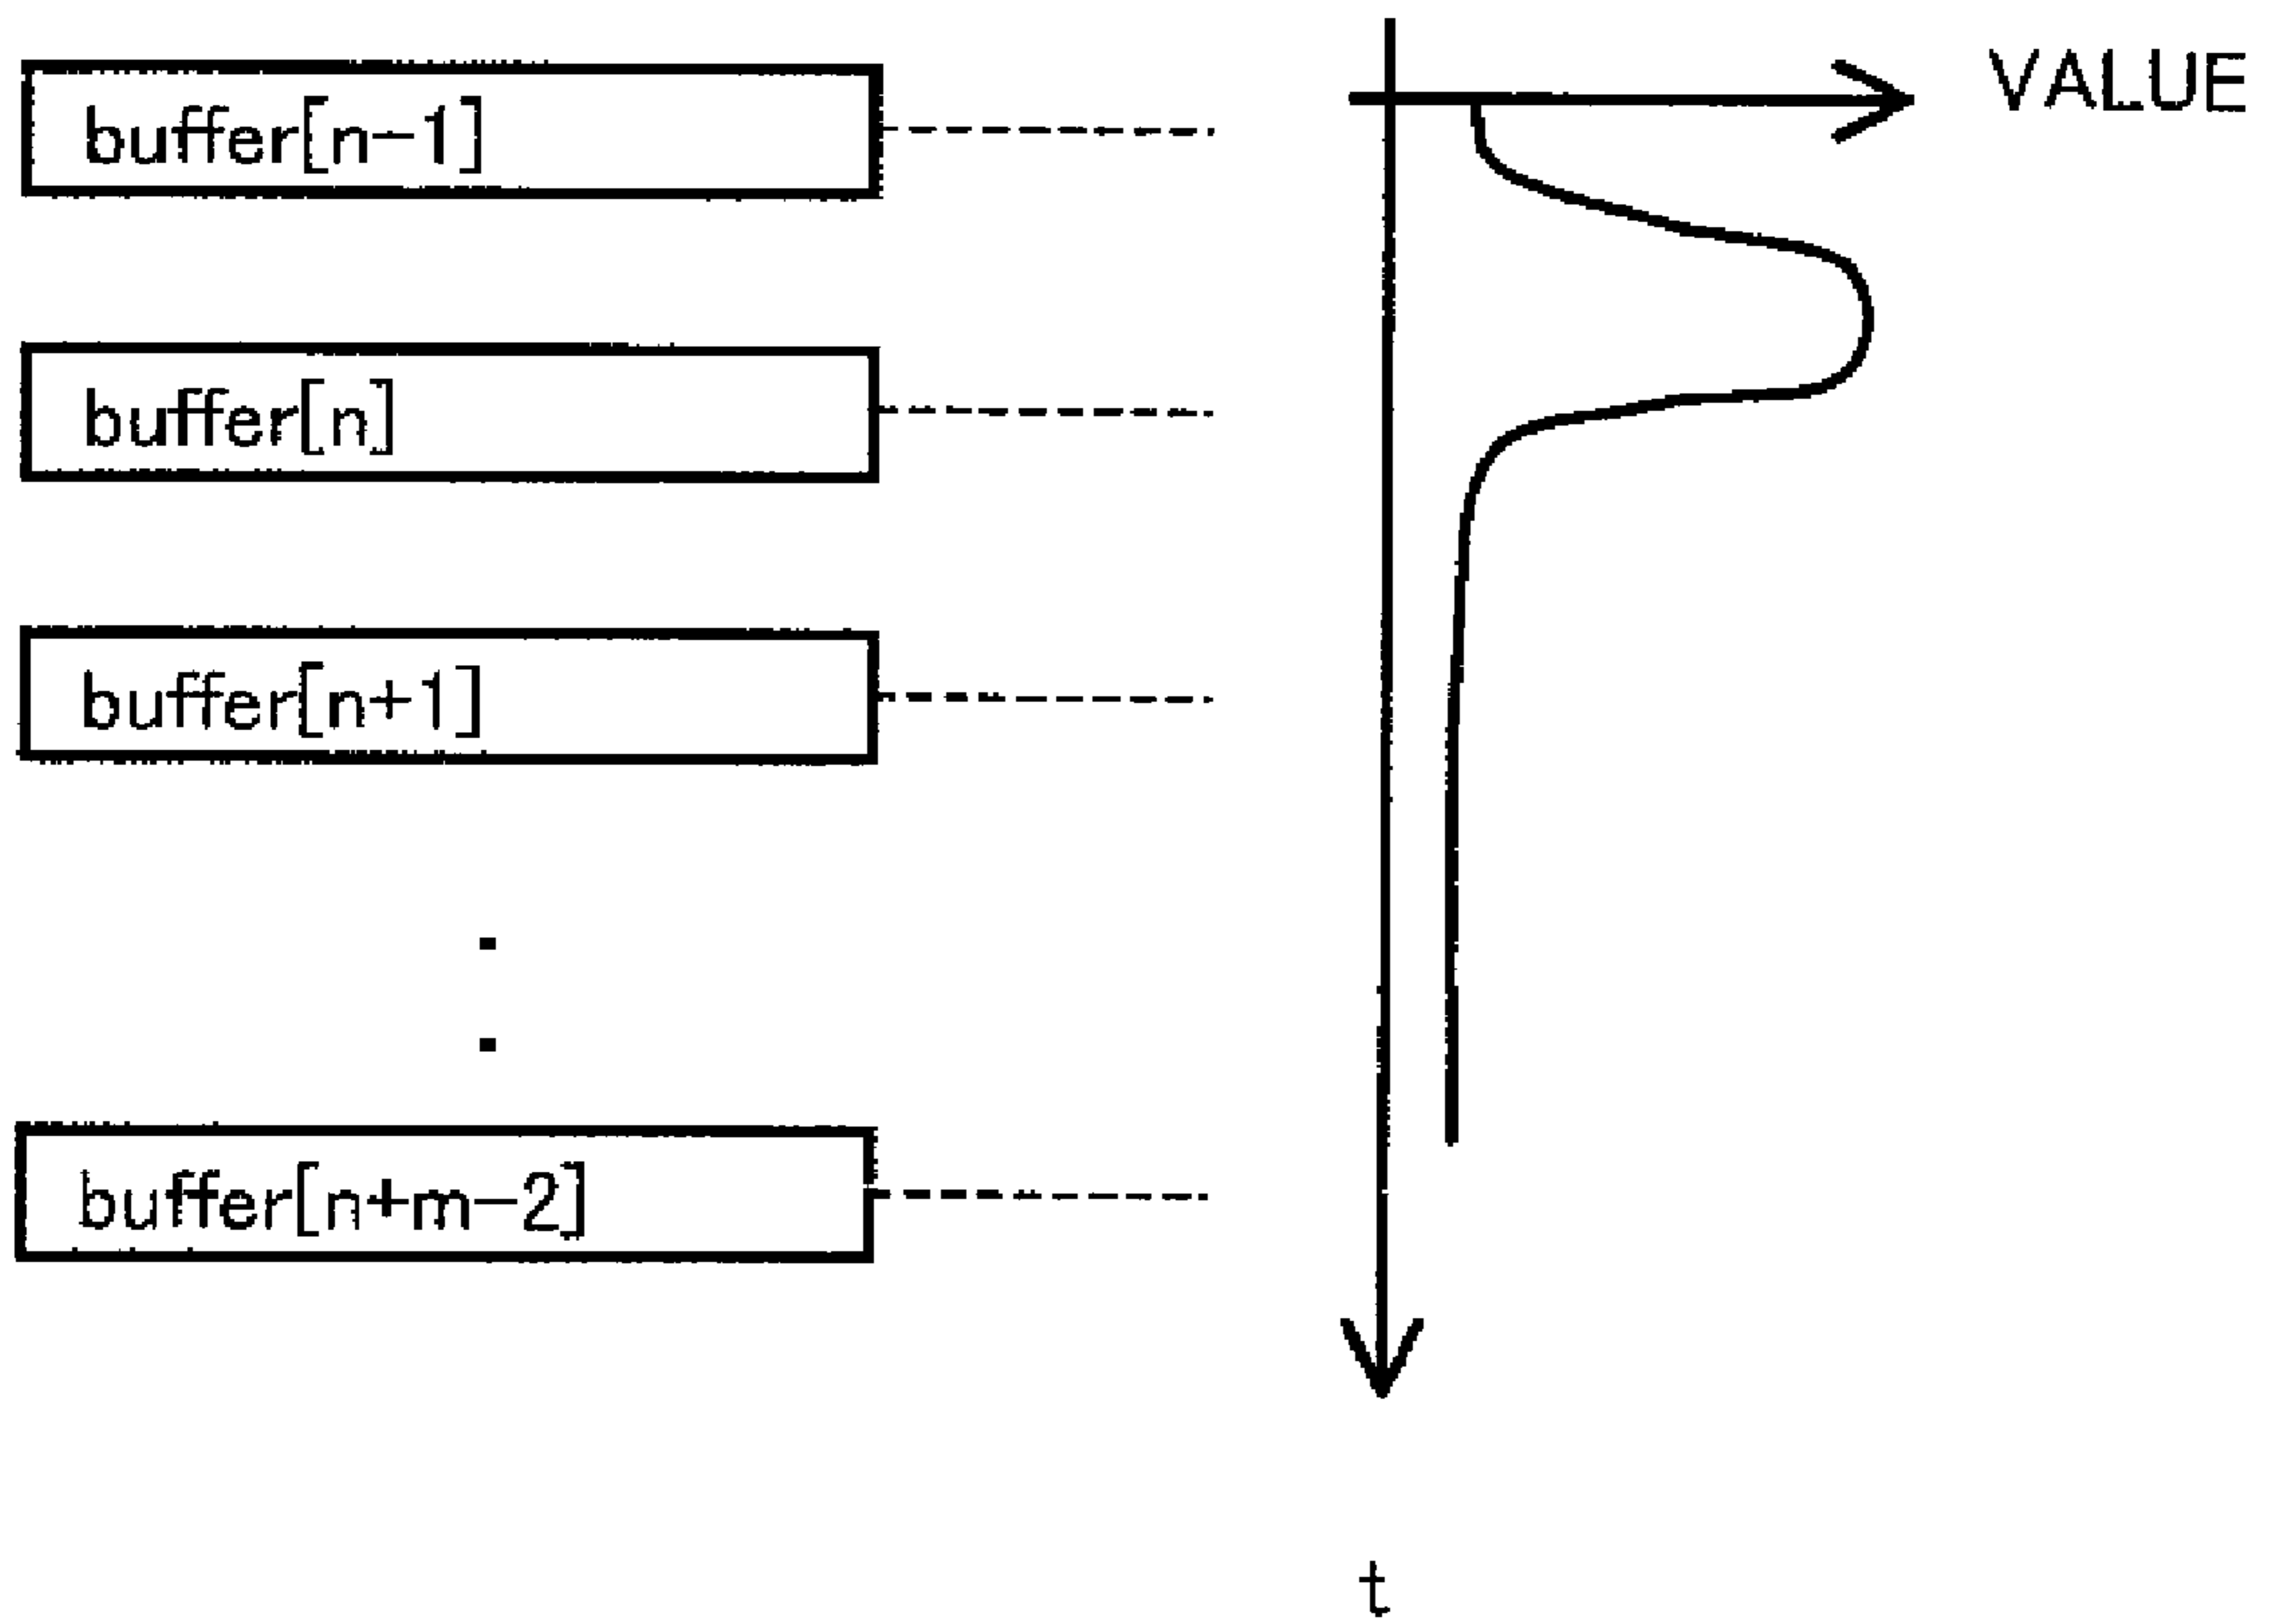 VALUE
buffer[n-1]
buffer[n]
buffer[n+1]
buffer[n+m-2]
t